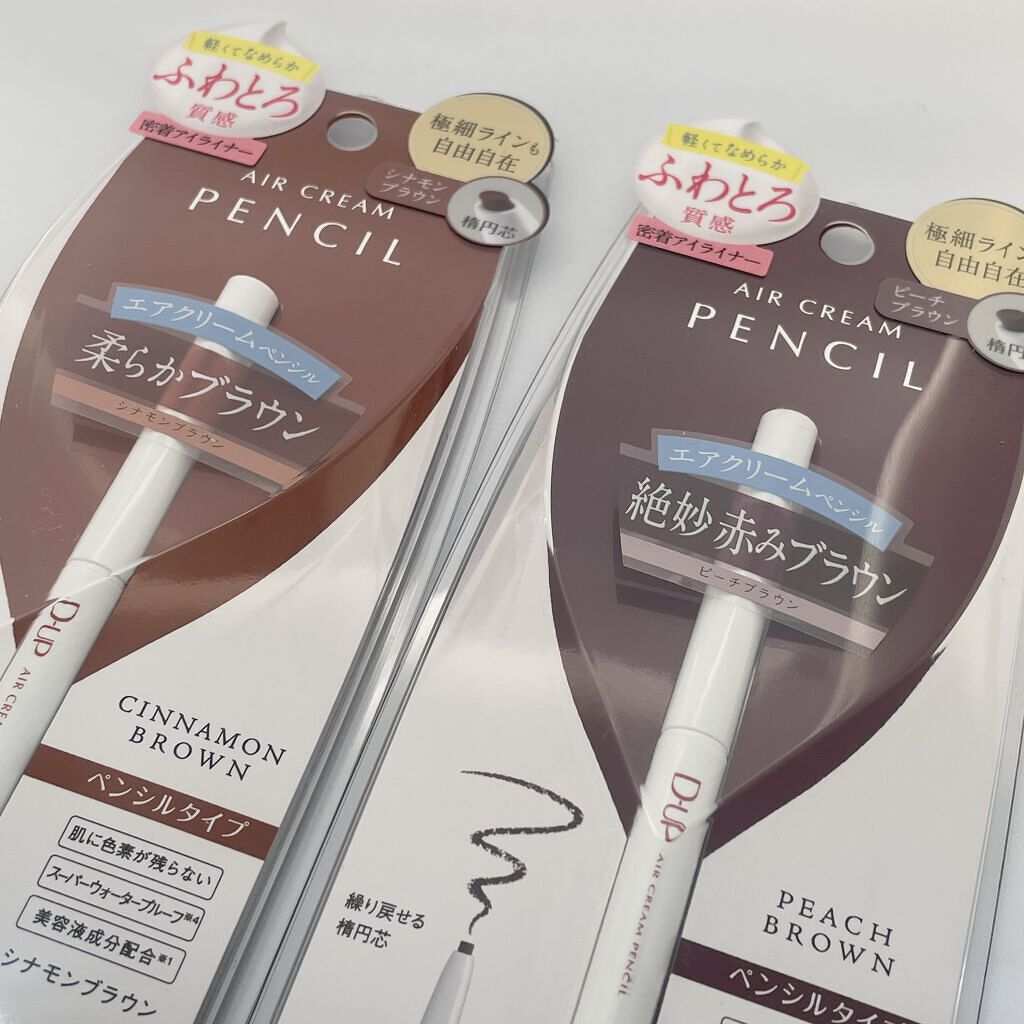 軽くてなめらか
ふわとろ
質感
密着アイライナー
極細ラインも
自由自在
シナモン
ブラウン
楕円芯
AIR CREAM
PENCIL
エアクリームペンシル
柔らかブラウン
シナモンブラウン
D-UP
AIR CREA
CINNAMON
BROWN
ペンシルタイプ
肌に色素が残らない
スーパーウォータープルーフ※4
美容液成分配合※1
シナモンブラウン
繰り戻せる
楕円芯
軽くてなめらか
ふわとろ
質感
密着アイライナー
極細ライン
自由自在
ピーチ
ブラウン
楕円
AIR CREAM
PENCIL
エアクリームペンシル
絶妙赤みブラウン
ピーチブラウン
D-UP
AIR CREAM PENCIL
PEACH
BROWN
ペンシルタイプ